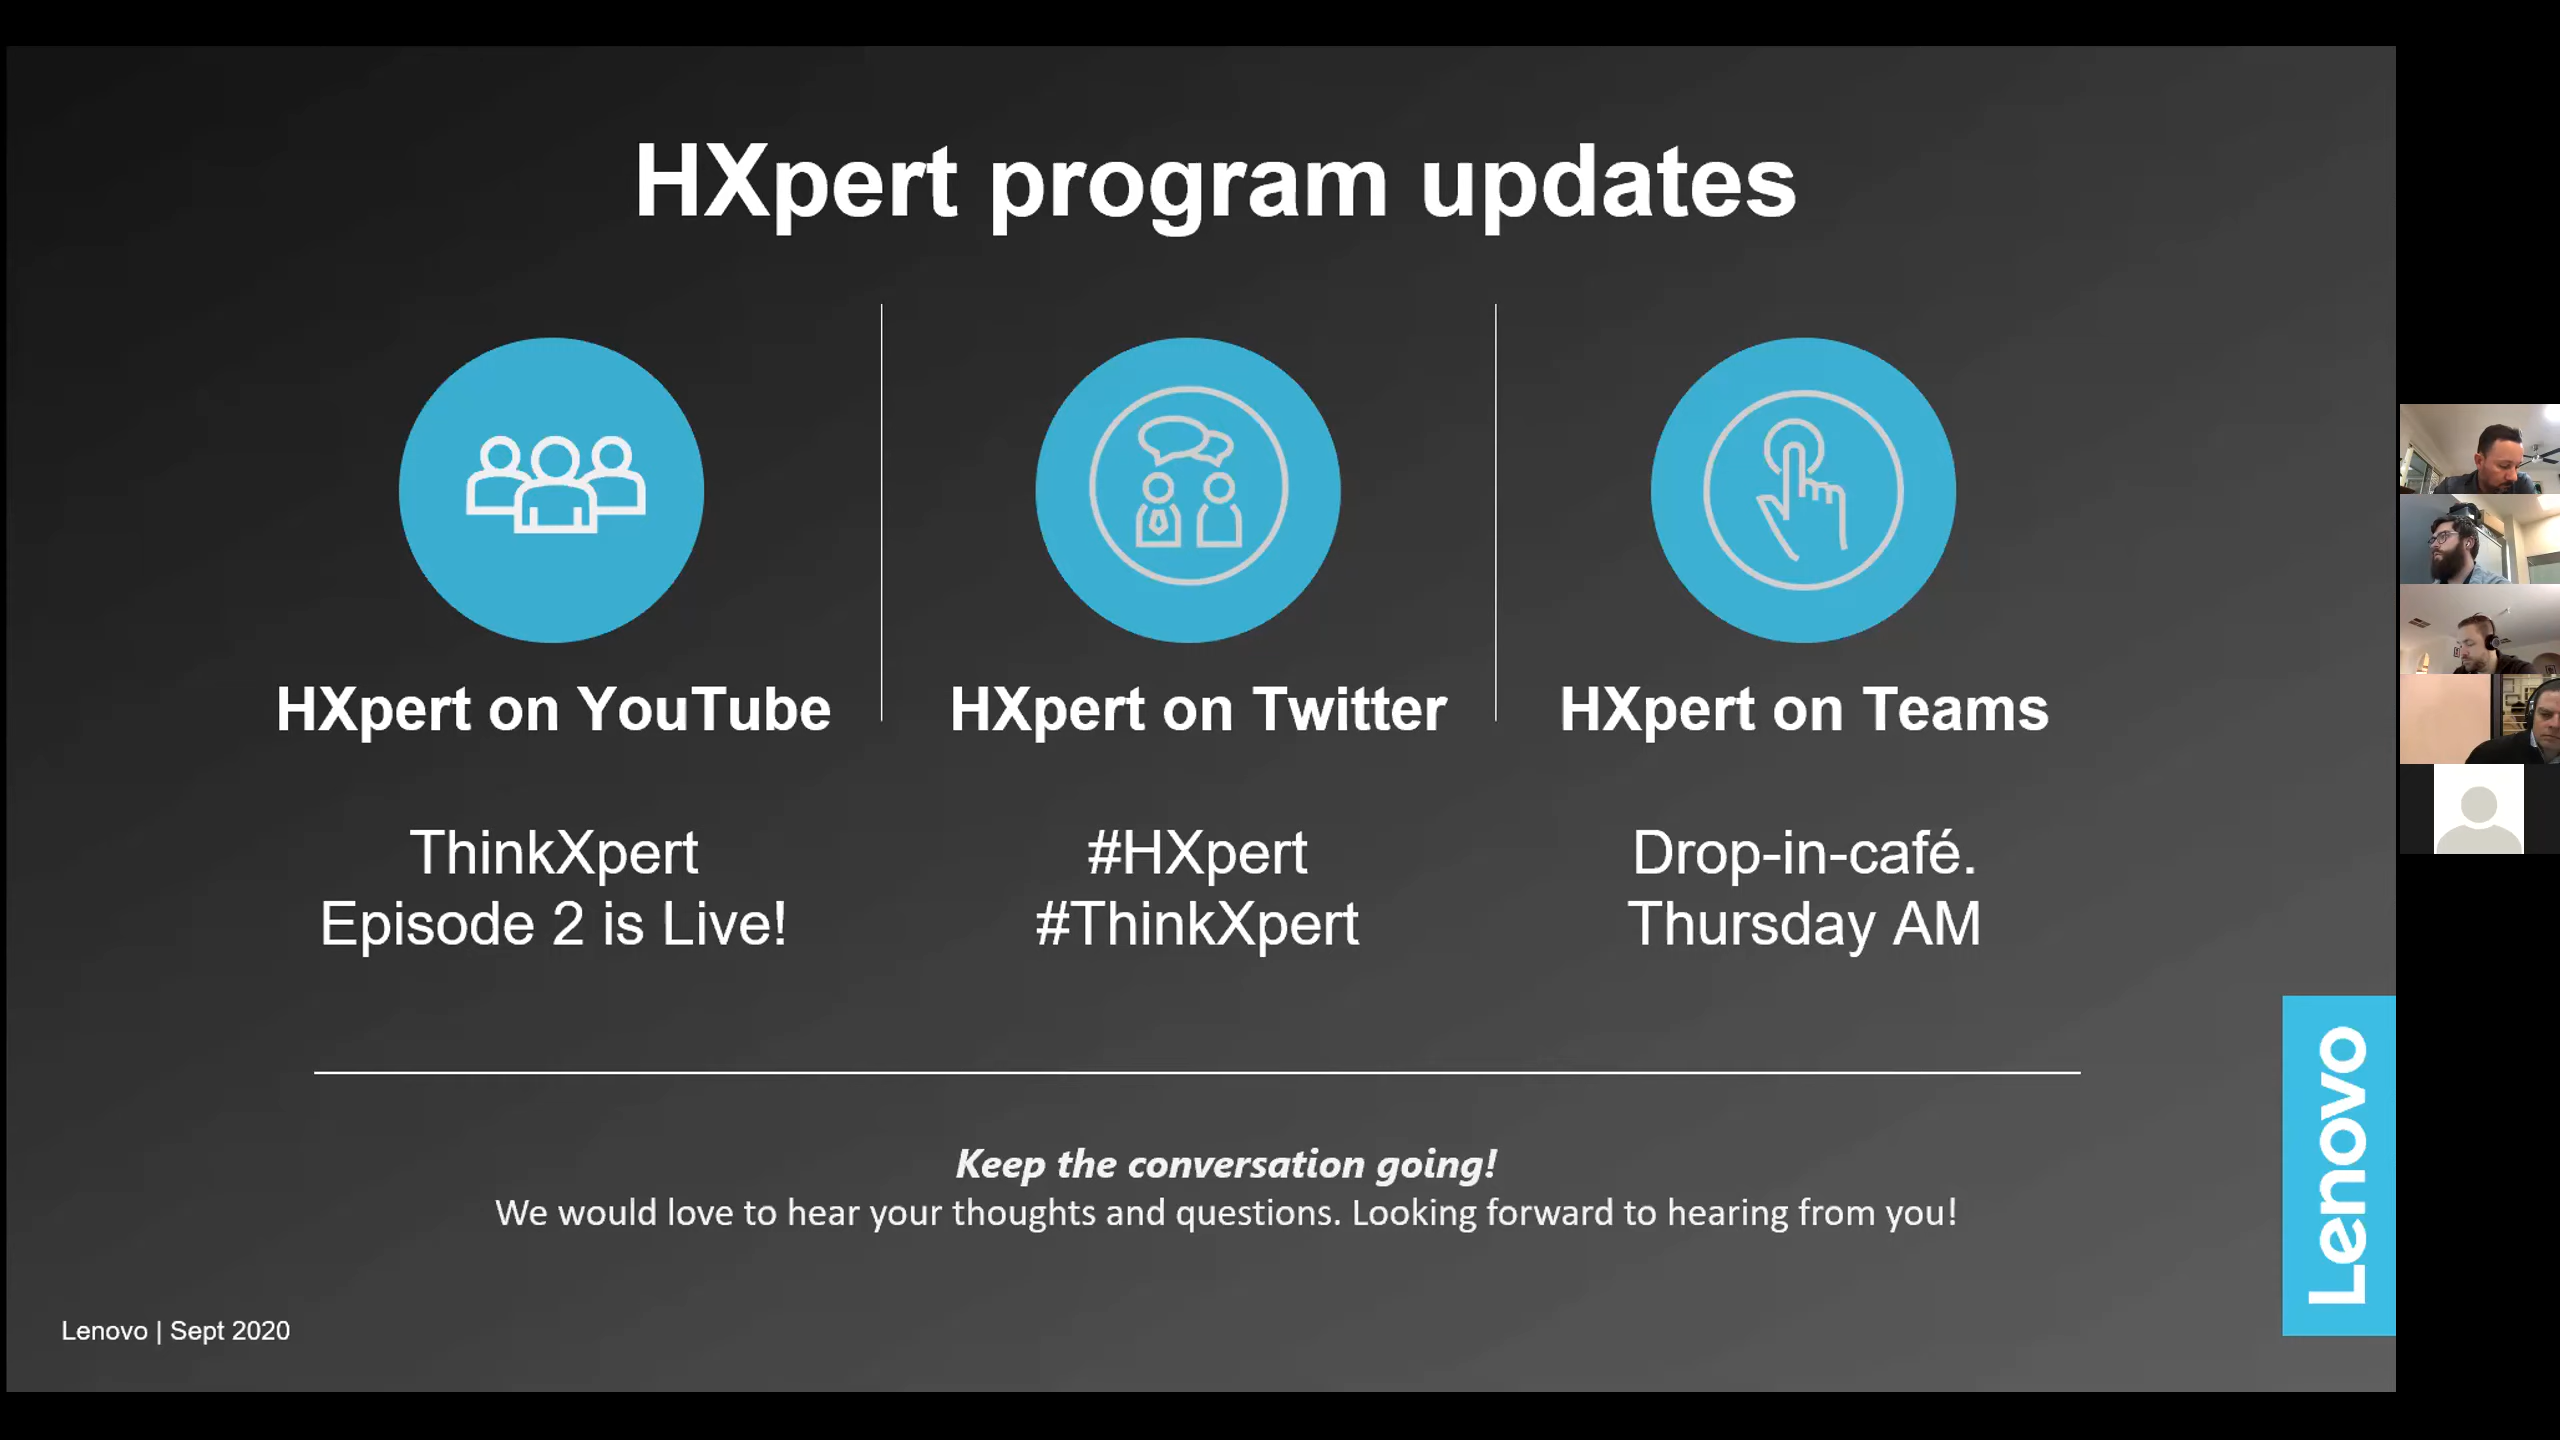 HXpert program updates
HXpert on YouTube
ThinkXpert
Episode 2 is Live!
HXpert on Twitter
#HXpert
#ThinkXpert
HXpert on Teams
Drop-in-café.
Thursday AM
Keep the conversation going!
We would love to hear your thoughts and questions. Looking forward to hearing from you!
Lenovo | Sept 2020
Lenovo